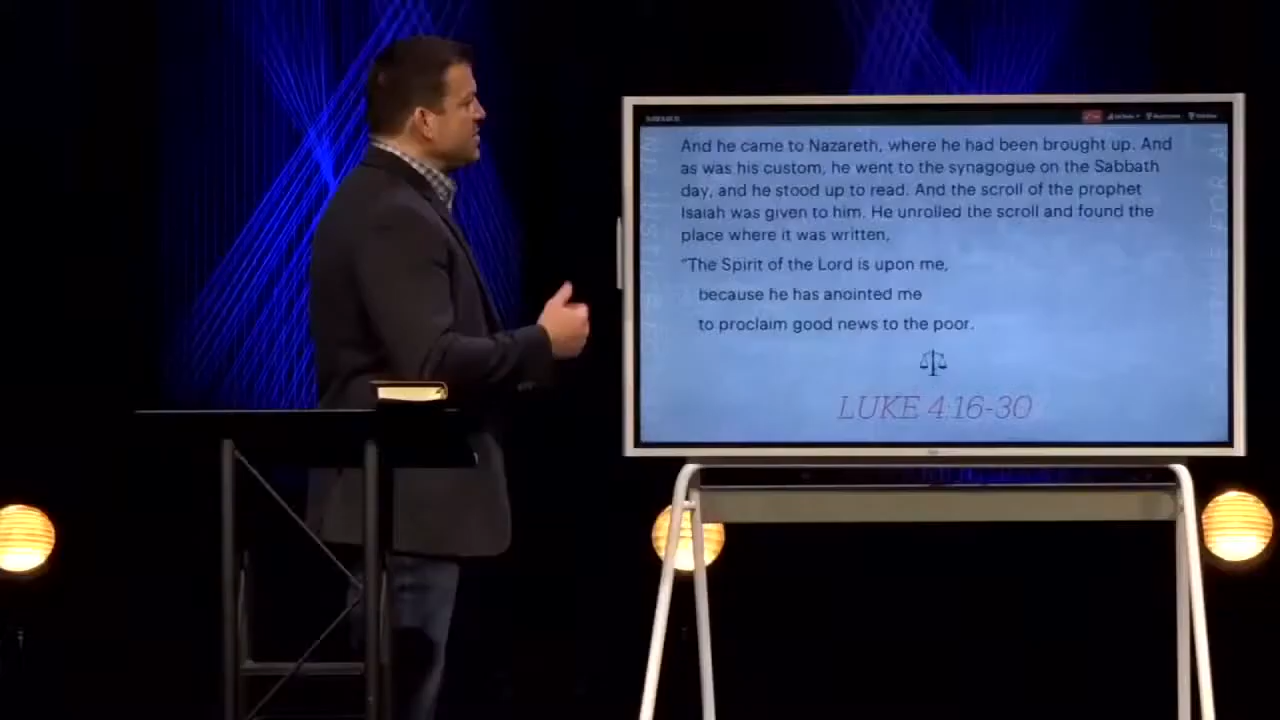 And he came to Nazareth, where he had been brought up. And
as was his custom, he went to the synagogue on the Sabbath
day, and he stood up to read. And the scroll of the prophet
Isaiah was given to him. He unrolled the scroll and found the
place where it was written,
“The Spirit of the Lord is upon me,
because he has anointed me
to proclaim good news to the poor.
LUKE 4:16-30